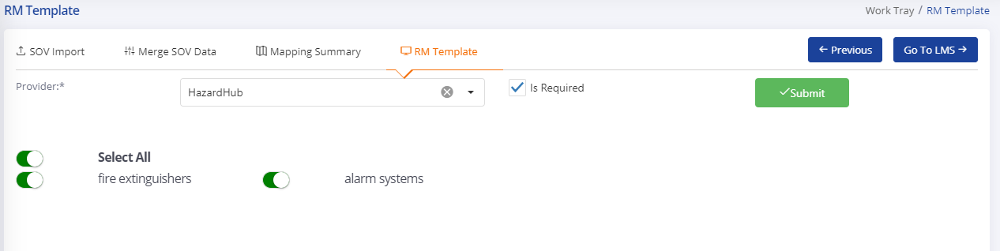 RM Template
Work Tray / RM Template
SOV Import
Merge SOV Data
Mapping Summary
RM Template
Previous
Go To LMS
Provider:*
HazardHub
Is Required
Submit
Select All
fire extinguishers
alarm systems